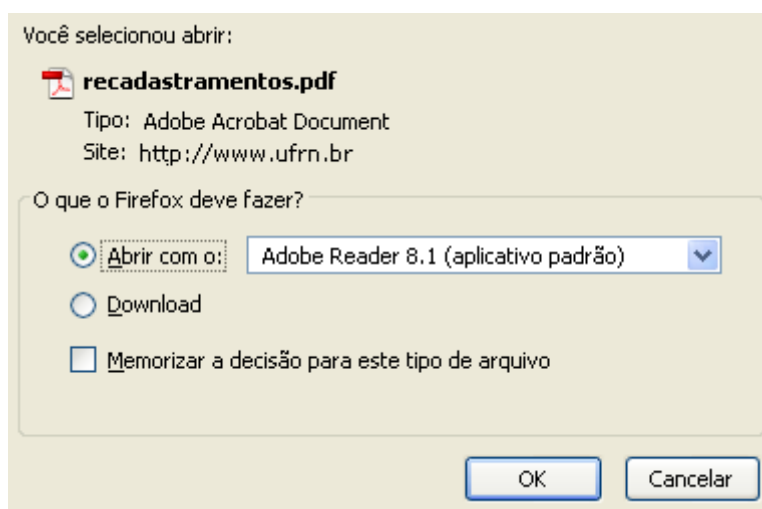 Você selecionou abrir:
recadastramentos.pdf
Tipo: Adobe Acrobat Document
Site: http://www.ufrn.br
O que o Firefox deve fazer?
Abrir com o: Adobe Reader 8.1 (aplicativo padrão)
Download
Memorizar a decisão para este tipo de arquivo
OK Cancelar